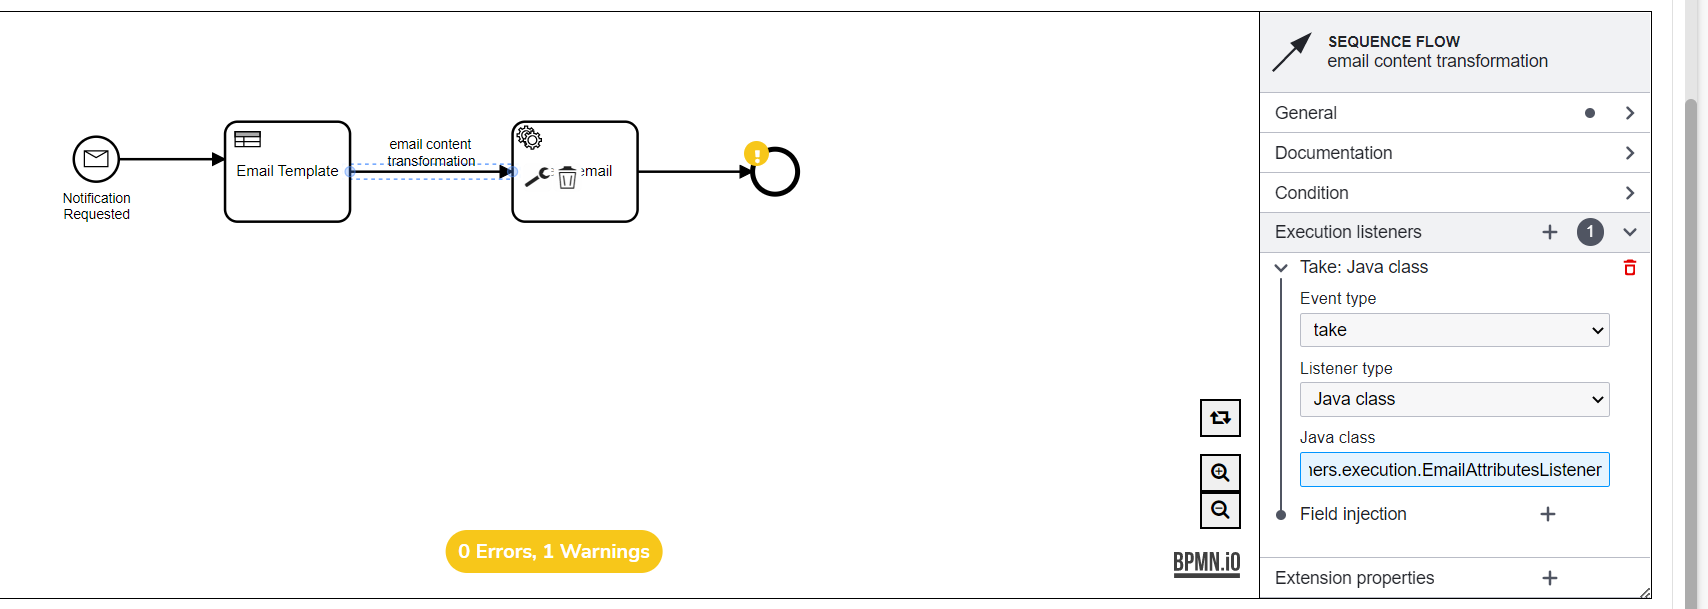 Notification
Requested
Email Template
email content
transformation
email
!
0 Errors, 1 Warnings
BPMN.iO
SEQUENCE FLOW
email content transformation
General
Documentation
Condition
Execution listeners
1
Take: Java class
Event type
take
Listener type
Java class
Java class
ners.execution.EmailAttributesListener
Field injection
Extension properties